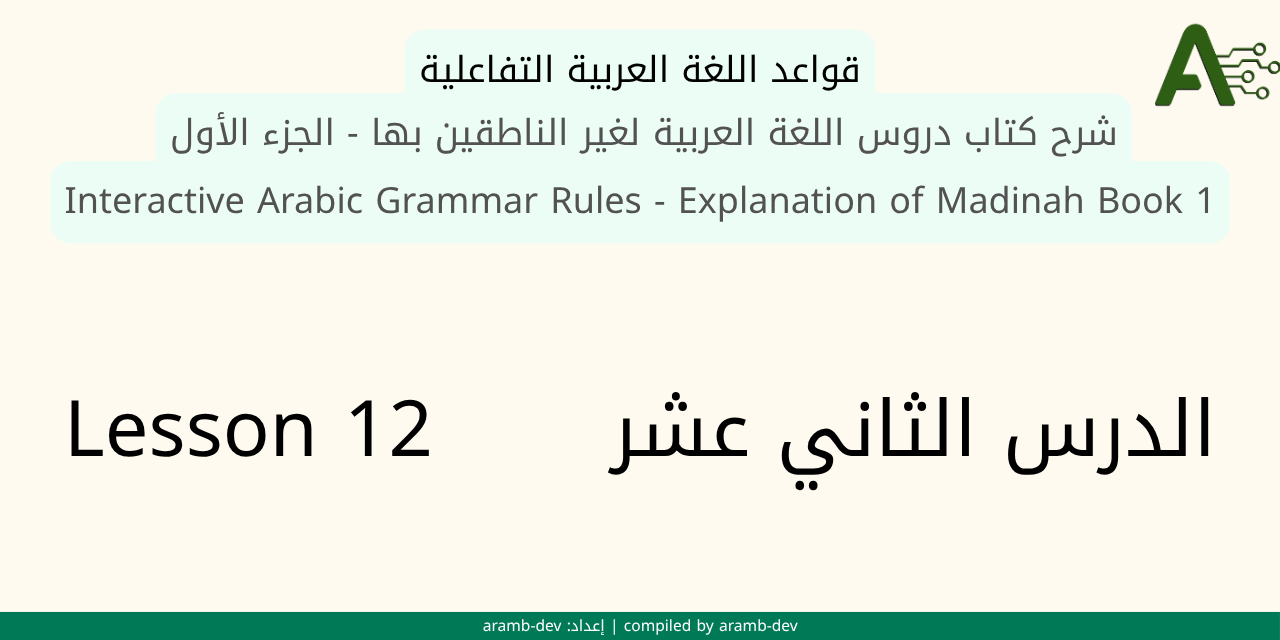 قواعد اللغة العربية التفاعلية
شرح كتاب دروس اللغة العربية لغير الناطقين بها - الجزء الأول
Interactive Arabic Grammar Rules - Explanation of Madinah Book 1
الدرس الثاني عشر Lesson 12
إعداد: aramb-dev | compiled by aramb-dev